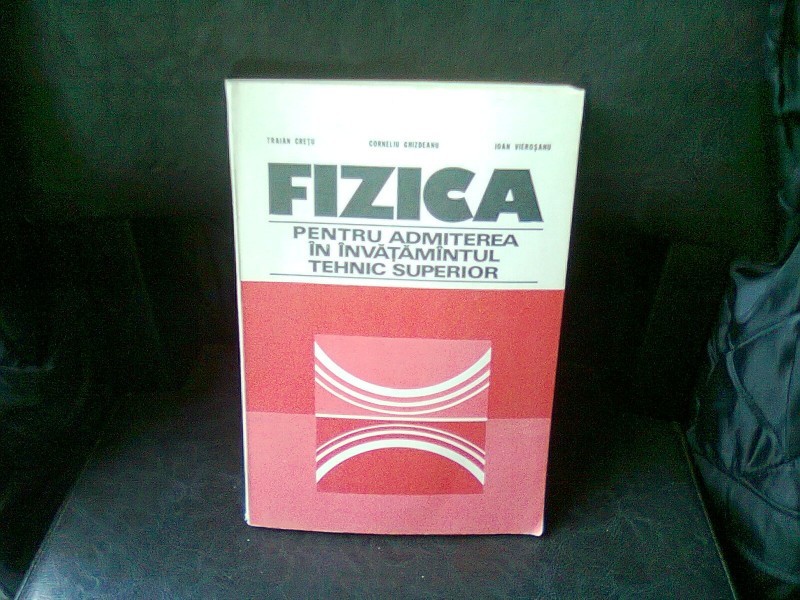 TRAIAN CREȚU CORNELIU GHIZDEANU IOAN VIEROȘANU
FIZICA
PENTRU ADMITEREA
ÎN ÎNVĂȚĂMÎNTUL
TEHNIC SUPERIOR